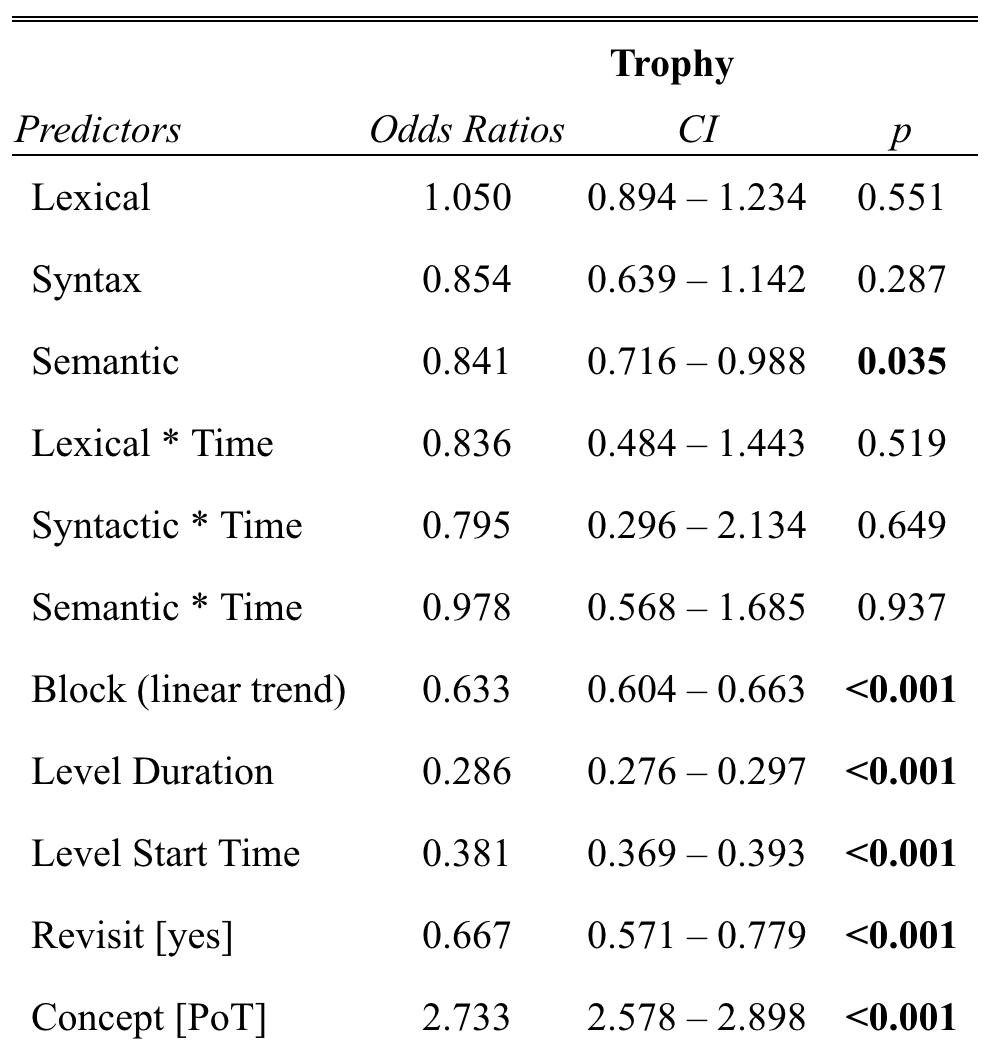 Trophy
Predictors Odds Ratios CI p
Lexical 1.050 0.894 – 1.234 0.551
Syntax 0.854 0.639 – 1.142 0.287
Semantic 0.841 0.716 – 0.988 0.035
Lexical * Time 0.836 0.484 – 1.443 0.519
Syntactic * Time 0.795 0.296 – 2.134 0.649
Semantic * Time 0.978 0.568 – 1.685 0.937
Block (linear trend) 0.633 0.604 – 0.663 <0.001
Level Duration 0.286 0.276 – 0.297 <0.001
Level Start Time 0.381 0.369 – 0.393 <0.001
Revisit [yes] 0.667 0.571 – 0.779 <0.001
Concept [PoT] 2.733 2.578 – 2.898 <0.001